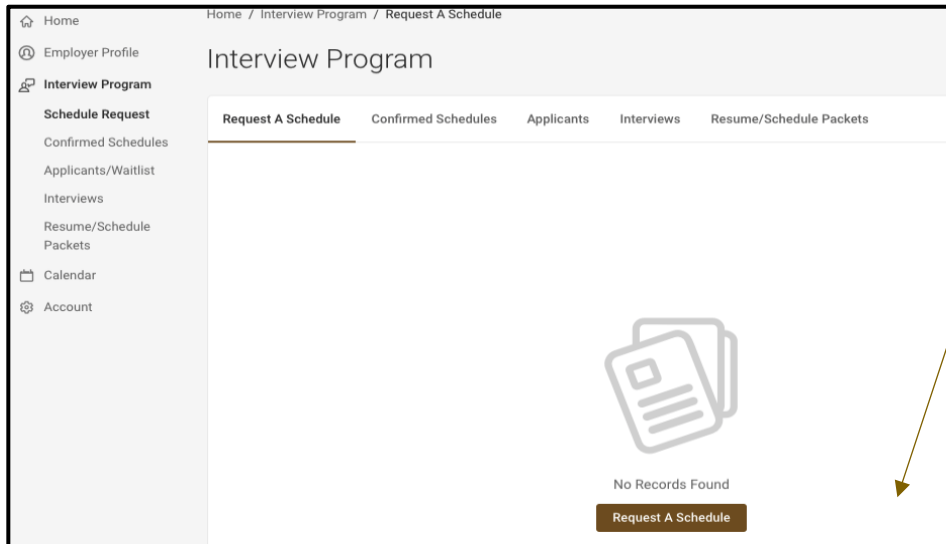 Home
Employer Profile
Interview Program
Schedule Request
Confirmed Schedules
Applicants/Waitlist
Interviews
Resume/Schedule
Packets
Calendar
Account
Home / Interview Program / Request A Schedule
Interview Program
Request A Schedule Confirmed Schedules Applicants Interviews Resume/Schedule Packets
No Records Found
Request A Schedule